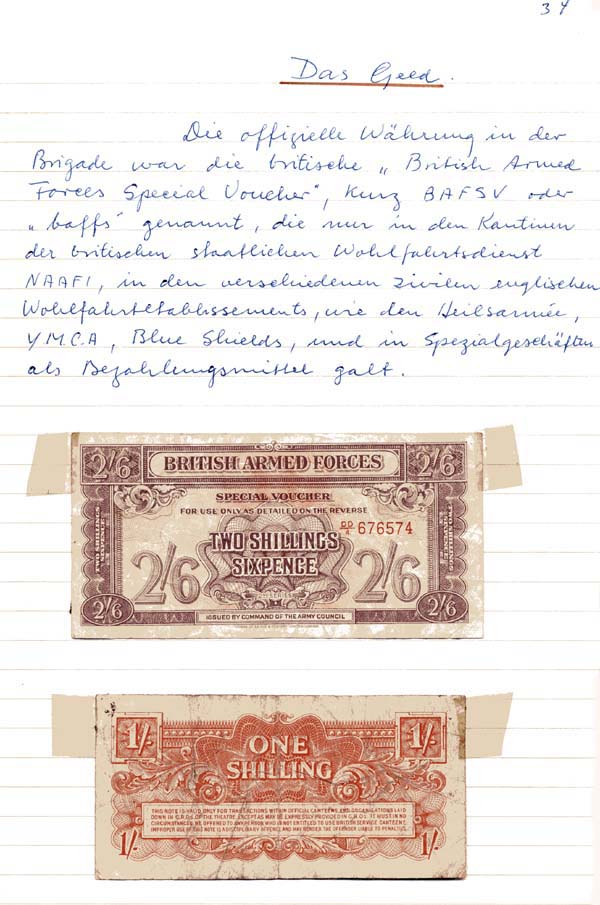 37
Das Geld.
Die offizielle Währung in der
Brigade war die britische „British Armed
Forces Special Voucher", kurz BAFSV oder
„baffs" genannt, die nur in den Kantinen
der britischen staatlichen Wohlfahrtsdienst
NAAFI, in den verschiedenen zivilen englischen
Wohlfahrtetablissements, wie den Heilsarmée,
Y.M.C.A, Blue Shields, und in Spezialgeschäften
als Bezahlungsmittel galt.
2/6 BRITISH ARMED FORCES 2/6
SPECIAL VOUCHER
FOR USE ONLY AS DETAILED ON THE REVERSE
DD/4 676574
TWO SHILLINGS
SIXPENCE
2/6 2/6
2/6 2/6
ISSUED BY COMMAND OF THE ARMY COUNCIL
1/- ONE 1/-
SHILLING
THIS NOTE IS VALID ONLY FOR TRANSACTIONS WITHIN OFFICIAL CANTEENS AND ORGANISATIONS LAID
DOWN IN G.R.Os. OF THE THEATRE, EXCEPT AS MAY BE EXPRESSLY PROVIDED IN G.R.Os. IT MUST IN NO
CIRCUMSTANCES BE OFFERED TO ANY PERSON WHO IS NOT ENTITLED TO USE BRITISH SERVICE CANTEENS.
IMPROPER USE OF THIS NOTE IS A DISCIPLINARY OFFENCE AND MAY RENDER THE OFFENDER LIABLE TO PENALTIES.
1/- 1/-